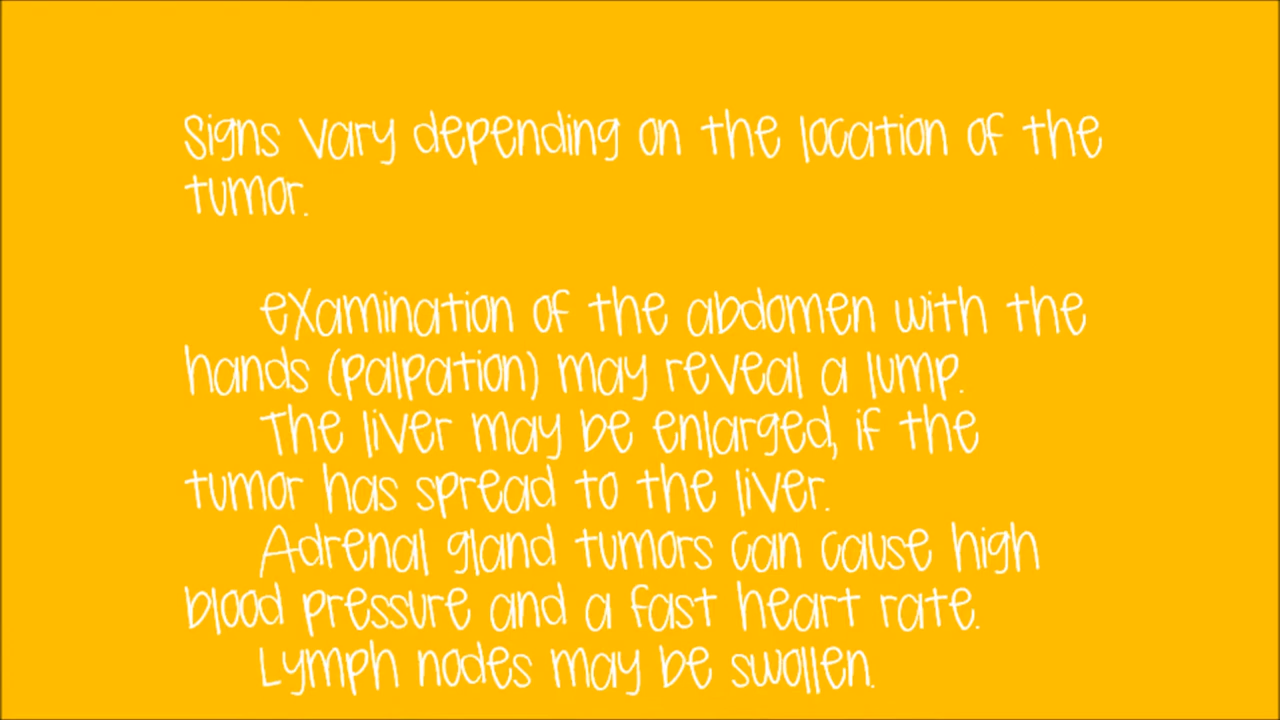 Signs vary depending on the location of the
tumor.
examination of the abdomen with the
hands (palpation) may reveal a lump.
The liver may be enlarged, if the
tumor has spread to the liver.
Adrenal gland tumors can cause high
blood pressure and a fast heart rate.
Lymph nodes may be swollen.